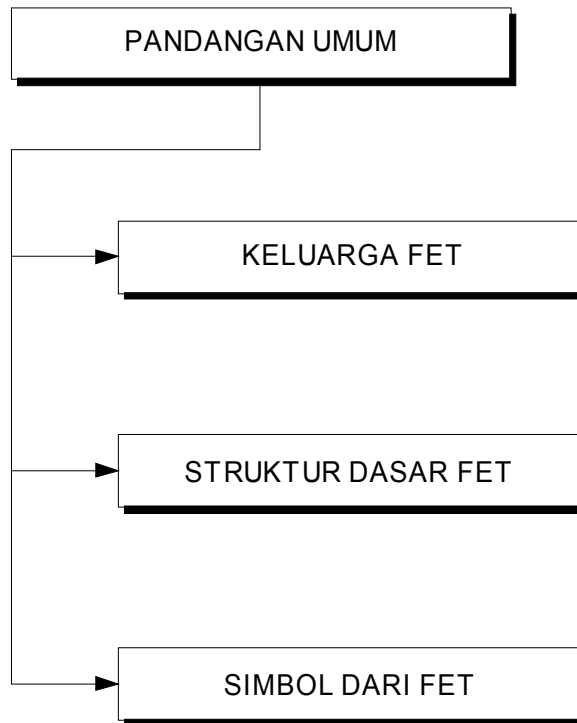 PANDANGAN UMUM
KELUARGA FET
STRUKTUR DASAR FET
SIMBOL DARI FET